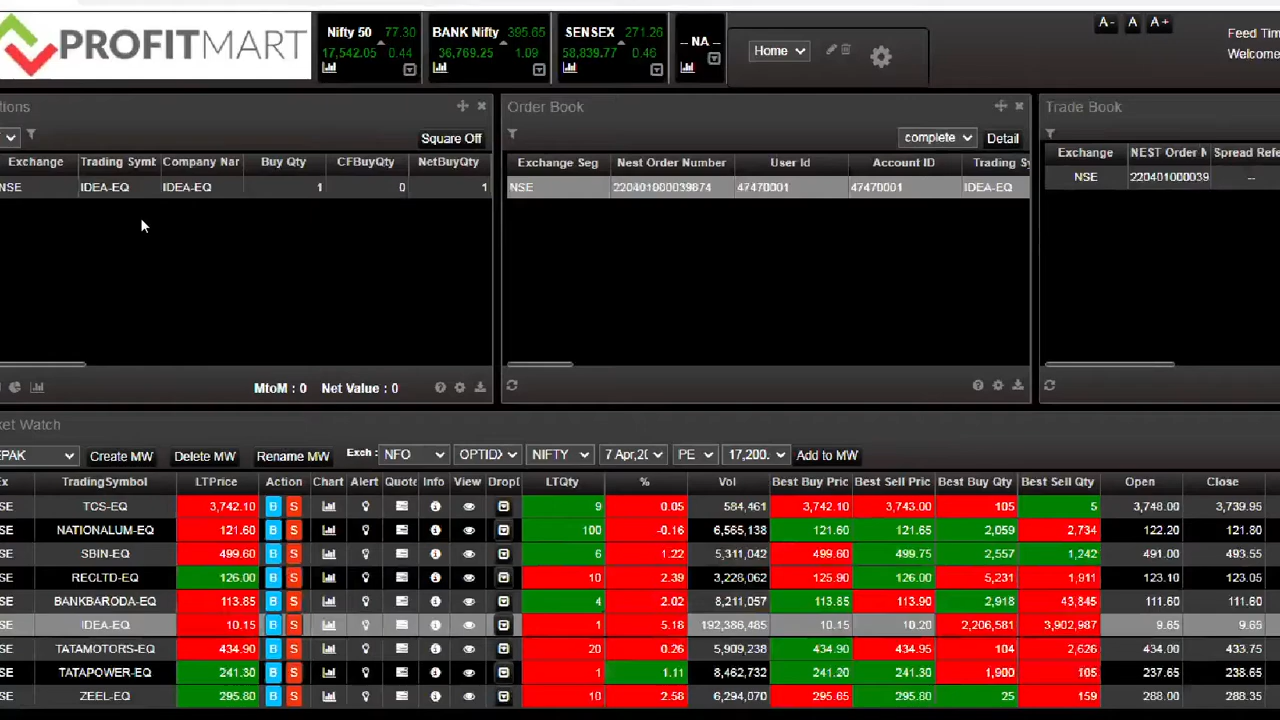 PROFITMART
Nifty 50 77.30
17,542.05 0.44
BANK Nifty 395.65
36,769.25 1.09
SENSEX 271.26
58,839.77 0.46
-- NA --
Home
A- A A+
Feed Tim
Welcome
tions
Square Off
Exchange Trading Symb Company Nar Buy Qty CFBuyQty NetBuyQty
NSE IDEA-EQ IDEA-EQ 1 0 1
MtoM : 0 Net Value : 0
Order Book
complete Detail
Exchange Seg Nest Order Number User Id Account ID Trading Sy
NSE 220401000039874 47470001 47470001 IDEA-EQ
Trade Book
Exchange NEST Order N Spread Refe
NSE 220401000039 --
ket Watch
EPAK Create MW Delete MW Rename MW Exch : NFO OPTIDX NIFTY 7 Apr,20 PE 17,200. Add to MW
Ex TradingSymbol LTPrice Action Chart Alert Quote Info View DropD LTQty % Vol Best Buy Pric Best Sell Pric Best Buy Qty Best Sell Qty Open Close
SE TCS-EQ 3,742.10 B S 9 0.05 584,461 3,742.10 3,743.00 105 5 3,748.00 3,739.95
SE NATIONALUM-EQ 121.60 B S 100 -0.16 6,565,138 121.60 121.65 2,059 2,734 122.20 121.80
SE SBIN-EQ 499.60 B S 6 1.22 5,311,042 499.60 499.75 2,557 1,242 491.00 493.55
SE RECLTD-EQ 126.00 B S 10 2.39 3,228,062 125.90 126.00 5,231 1,911 123.10 123.05
SE BANKBARODA-EQ 113.85 B S 4 2.02 8,211,057 113.85 113.90 2,918 43,845 111.60 111.60
SE IDEA-EQ 10.15 B S 1 5.18 192,386,485 10.15 10.20 2,206,581 3,902,987 9.65 9.65
SE TATAMOTORS-EQ 434.90 B S 20 0.26 5,909,238 434.90 434.95 104 2,626 434.00 433.75
SE TATAPOWER-EQ 241.30 B S 1 1.11 8,462,732 241.20 241.30 1,900 105 237.65 238.65
SE ZEEL-EQ 295.80 B S 10 2.58 6,294,070 295.65 295.80 25 159 288.00 288.35